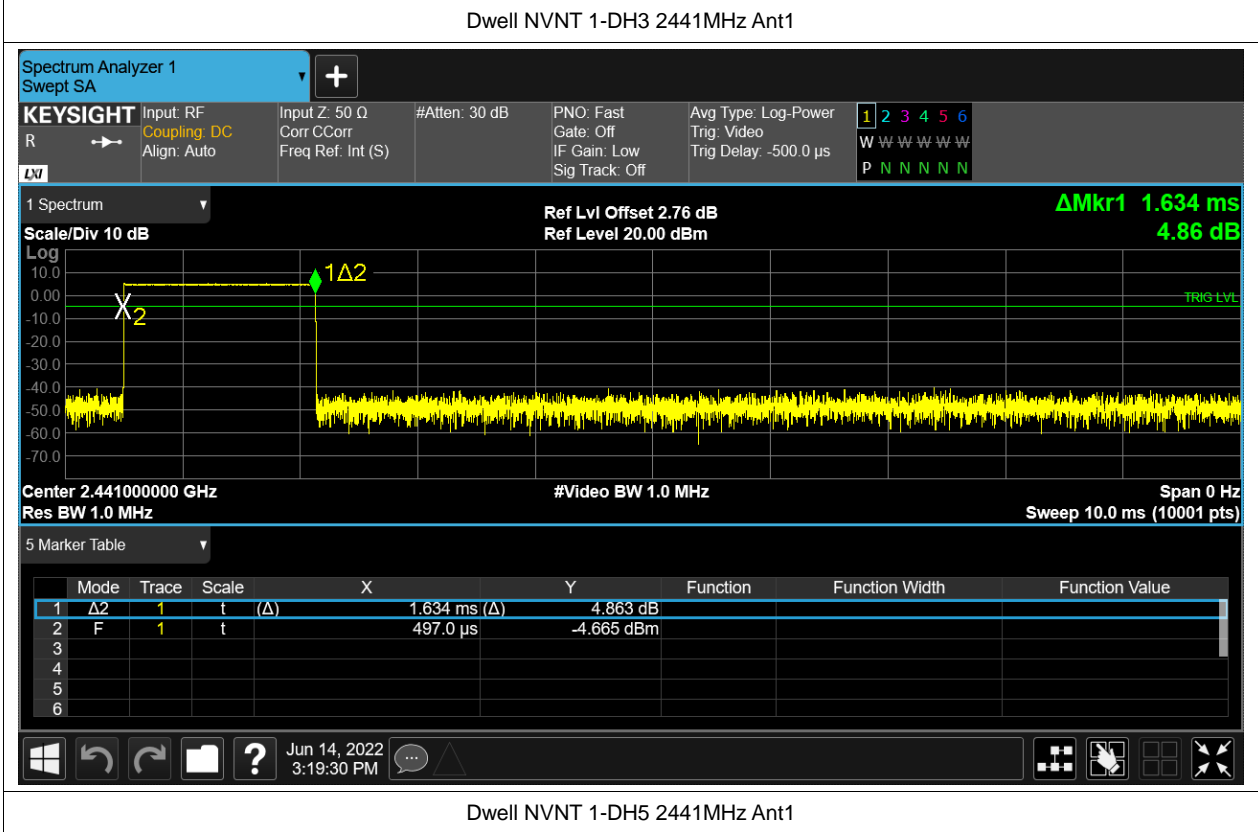 Dwell NVNT 1-DH3 2441MHz Ant1
Spectrum Analyzer 1
Swept SA
KEYSIGHT
R
LXI
Input: RF
Coupling: DC
Align: Auto
Input Z: 50 Ω
Corr CCorr
Freq Ref: Int (S)
#Atten: 30 dB
PNO: Fast
Gate: Off
IF Gain: Low
Sig Track: Off
Avg Type: Log-Power
Trig: Video
Trig Delay: -500.0 µs
1 2 3 4 5 6
W W W W W W
P N N N N N
1 Spectrum
Scale/Div 10 dB
Ref Lvl Offset 2.76 dB
Ref Level 20.00 dBm
ΔMkr1 1.634 ms
4.86 dB
Log
10.0
0.00
-10.0
-20.0
-30.0
-40.0
-50.0
-60.0
-70.0
1Δ2
X2
TRIG LVL
Center 2.441000000 GHz
#Video BW 1.0 MHz
Span 0 Hz
Res BW 1.0 MHz
Sweep 10.0 ms (10001 pts)
5 Marker Table
Mode Trace Scale X Y Function Function Width Function Value
1 Δ2 1 t (Δ) 1.634 ms (Δ) 4.863 dB
2 F 1 t 497.0 µs -4.665 dBm
3
4
5
6
?
Jun 14, 2022
3:19:30 PM
Dwell NVNT 1-DH5 2441MHz Ant1